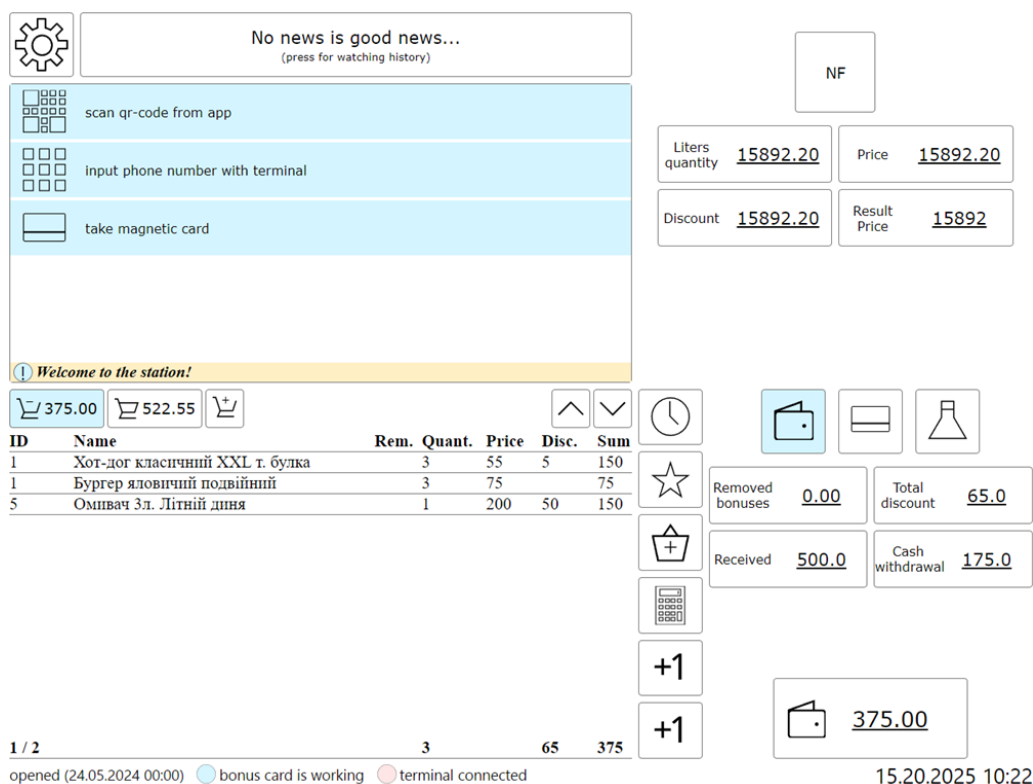 No news is good news...
(press for watching history)
scan qr-code from app
input phone number with terminal
take magnetic card
! Welcome to the station!
NF
Liters quantity 15892.20
Price 15892.20
Discount 15892.20
Result Price 15892
375.00 522.55
ID Name Rem. Quant. Price Disc. Sum
1 Хот-дог класичний XXL т. булка 3 55 5 150
1 Бургер яловичий подвійний 3 75 75
5 Омивач 3л. Літній диня 1 200 50 150
1 / 2 3 65 375
+1
+1
Removed bonuses 0.00
Total discount 65.0
Received 500.0
Cash withdrawal 175.0
375.00
opened (24.05.2024 00:00) bonus card is working terminal connected
15.20.2025 10:22